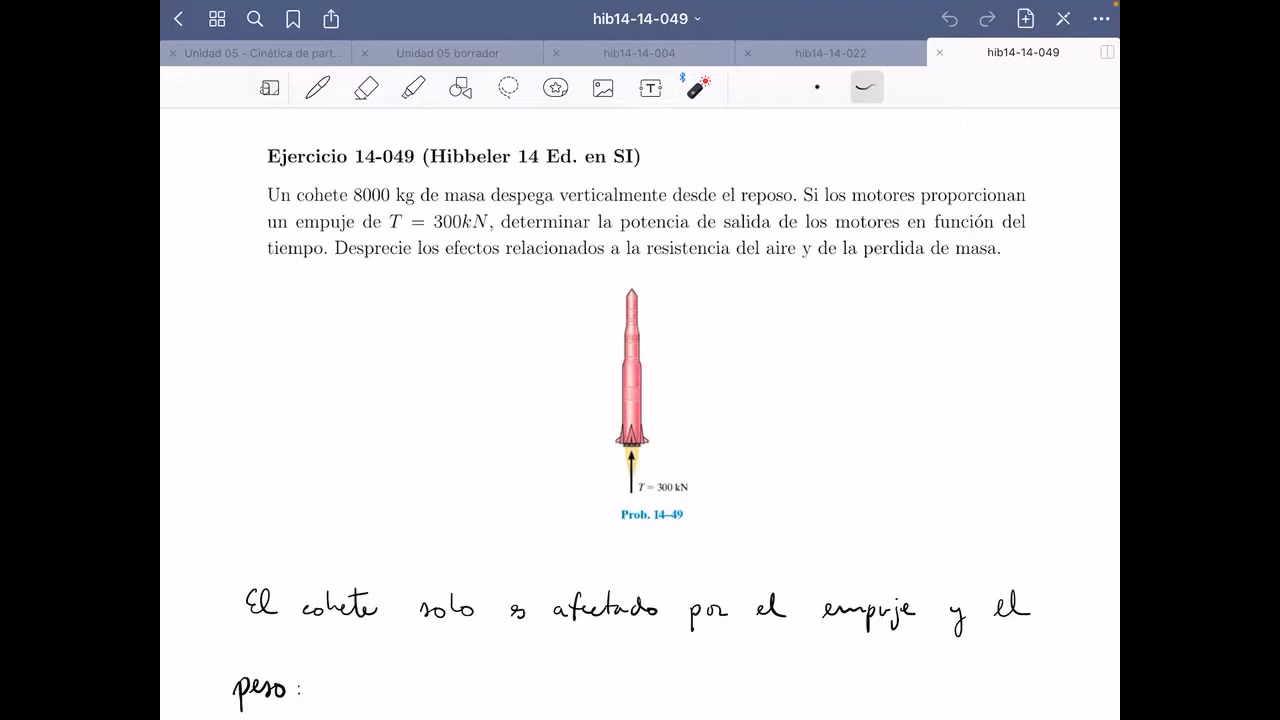 hib14-14-049
Unidad 05 - Cinética de part...
Unidad 05 borrador
hib14-14-004
hib14-14-022
hib14-14-049
Ejercicio 14-049 (Hibbeler 14 Ed. en SI)
Un cohete 8000 kg de masa despega verticalmente desde el reposo. Si los motores proporcionan
un empuje de T = 300kN, determinar la potencia de salida de los motores en función del
tiempo. Desprecie los efectos relacionados a la resistencia del aire y de la perdida de masa.
T = 300 kN
Prob. 14–49
El cohete solo es afectado por el empuje y el
peso: